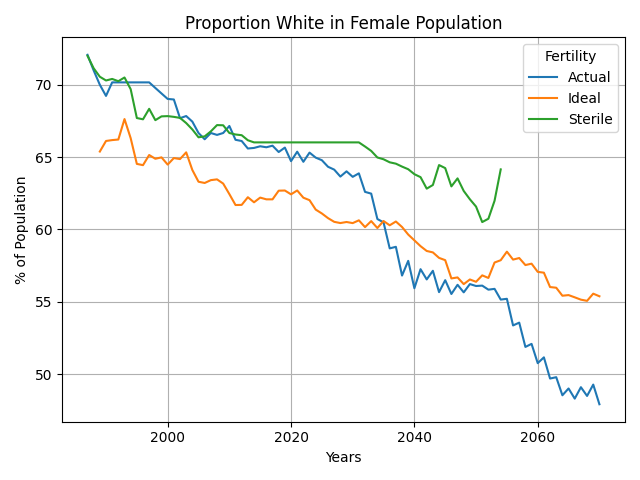 Proportion White in Female Population
% of Population
70
65
60
55
50
Fertility
Actual
Ideal
Sterile
2000
2020
2040
2060
Years